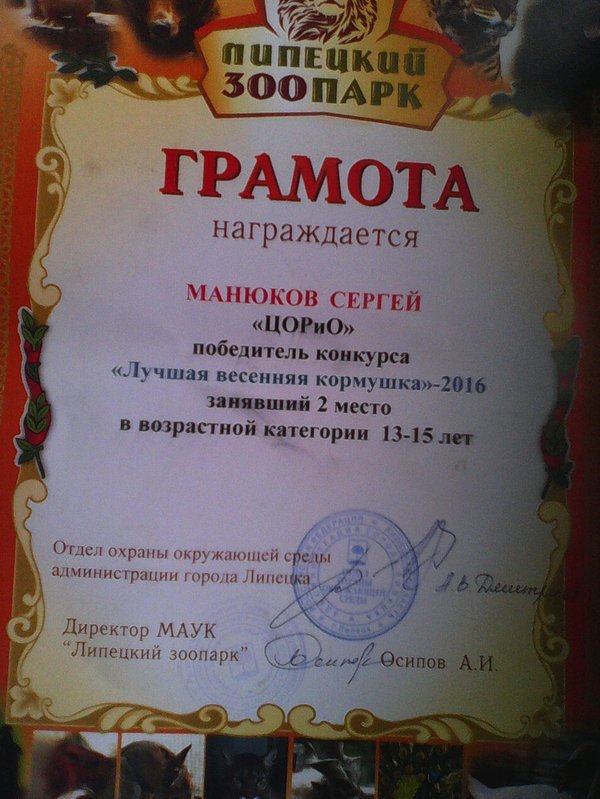 ЛИПЕЦКИЙ
ЗООПАРК
ГРАМОТА
награждается
МАНЮКОВ СЕРГЕЙ
«ЦОРиО»
победитель конкурса
«Лучшая весенняя кормушка»-2016
занявший 2 место
в возрастной категории 13-15 лет
Отдел охраны окружающей среды
администрации города Липецка
А.В.
Директор МАУК
"Липецкий зоопарк"
Осипов А.И.